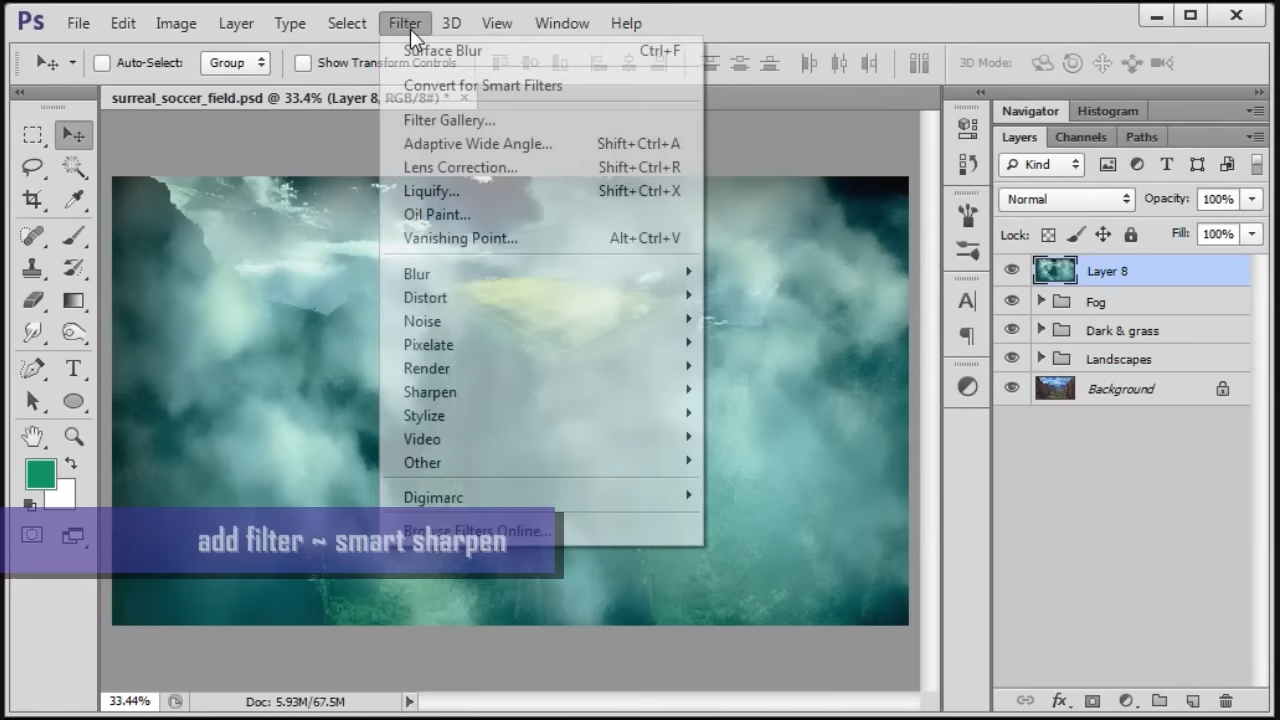 Ps File Edit Image Layer Type Select Filter 3D View Window Help
Auto-Select: Group Show Transform Controls 3D Mode:
surreal_soccer_field.psd @ 33.4% (Layer 8, RGB/8#) *
Surface Blur Ctrl+F
Convert for Smart Filters
Filter Gallery...
Adaptive Wide Angle... Shift+Ctrl+A
Lens Correction... Shift+Ctrl+R
Liquify... Shift+Ctrl+X
Oil Paint...
Vanishing Point... Alt+Ctrl+V
Blur
Distort
Noise
Pixelate
Render
Sharpen
Stylize
Video
Other
Digimarc
Browse Filters Online...
add filter ~ smart sharpen
Navigator Histogram
Layers Channels Paths
Kind
Normal Opacity: 100%
Lock: Fill: 100%
Layer 8
Fog
Dark & grass
Landscapes
Background
33.44% Doc: 5.93M/67.5M